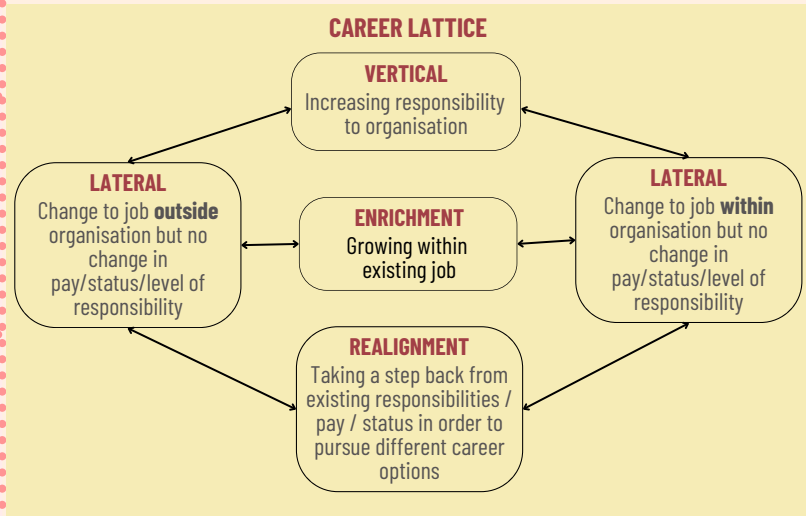 CAREER LATTICE
VERTICAL
Increasing responsibility
to organisation
LATERAL
Change to job outside
organisation but no
change in
pay/status/level of
responsibility
ENRICHMENT
Growing within
existing job
LATERAL
Change to job within
organisation but no
change in
pay/status/level of
responsibility
REALIGNMENT
Taking a step back from
existing responsibilities /
pay / status in order to
pursue different career
options